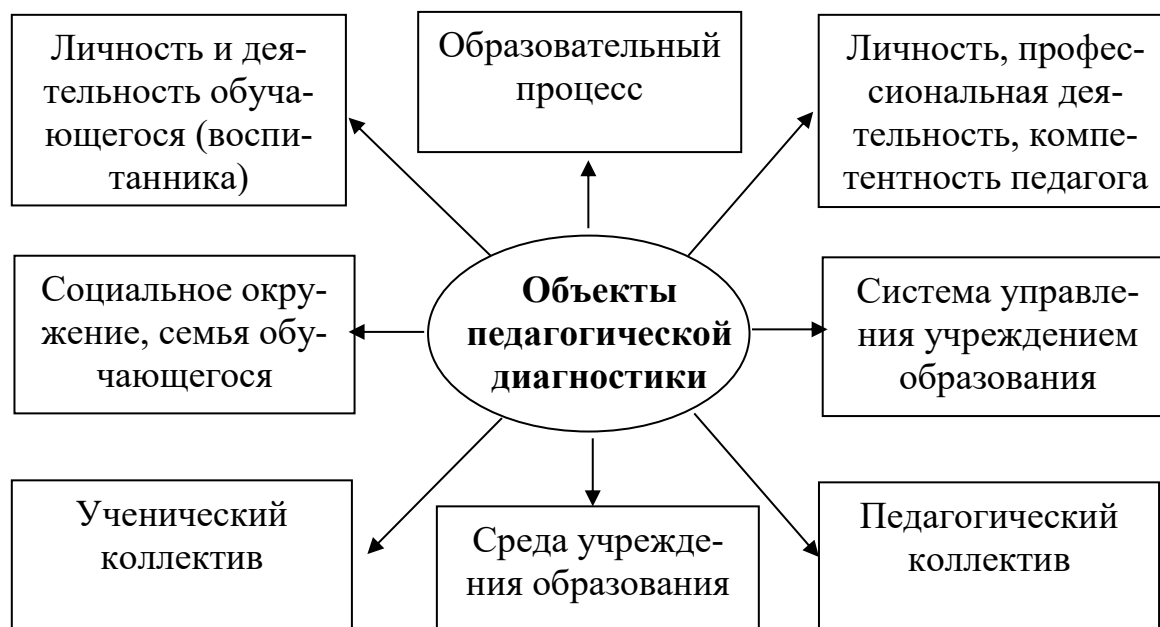 Личность и дея-
тельность обуча-
ющегося (воспи-
танника)
Образовательный
процесс
Личность, профес-
сиональная дея-
тельность, компе-
тентность педагога
Социальное окру-
жение, семья обу-
чающегося
Объекты
педагогической
диагностики
Система управле-
ния учреждением
образования
Ученический
коллектив
Среда учрежде-
ния образования
Педагогический
коллектив